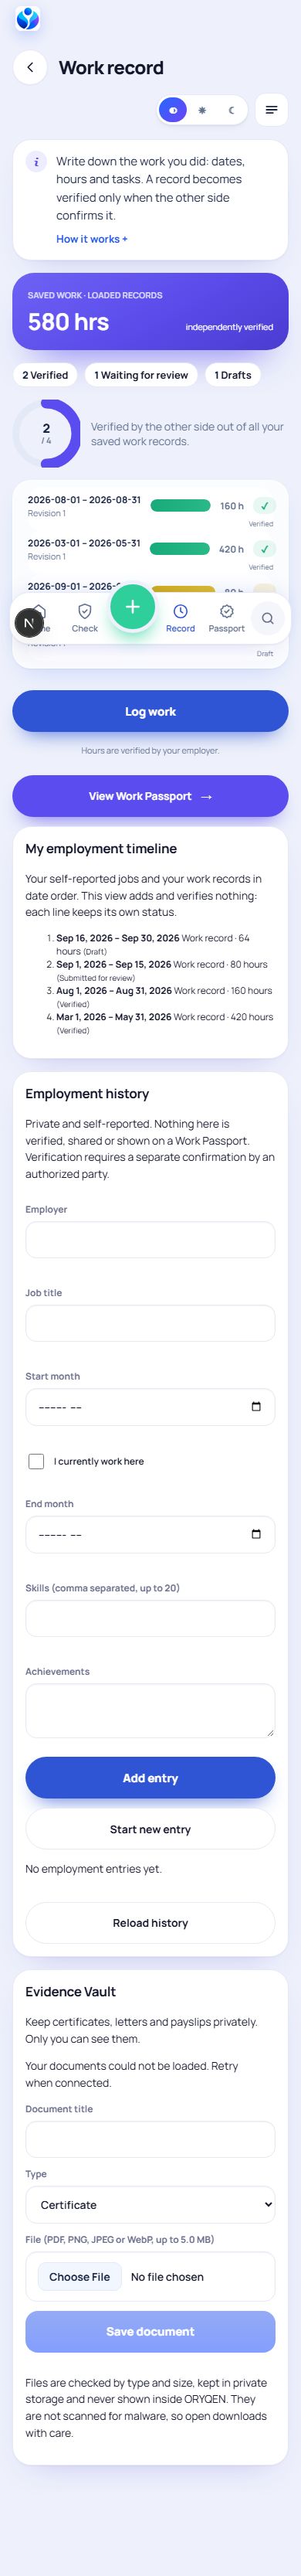 Work record
Write down the work you did: dates,
hours and tasks. A record becomes
verified only when the other side
confirms it.
How it works +
SAVED WORK · LOADED RECORDS
580 hrs
independently verified
2 Verified
1 Waiting for review
1 Drafts
2
/ 4
Verified by the other side out of all your
saved work records.
2026-08-01 – 2026-08-31
Revision 1
160 h
✓
Verified
2026-03-01 – 2026-05-31
Revision 1
420 h
✓
Verified
N
Check
+
Record
Passport
Draft
Log work
Hours are verified by your employer.
View Work Passport →
My employment timeline
Your self-reported jobs and your work records in
date order. This view adds and verifies nothing:
each line keeps its own status.
1. Sep 16, 2026 – Sep 30, 2026 Work record · 64
hours (Draft)
2. Sep 1, 2026 – Sep 15, 2026 Work record · 80 hours
(Submitted for review)
3. Aug 1, 2026 – Aug 31, 2026 Work record · 160 hours
(Verified)
4. Mar 1, 2026 – May 31, 2026 Work record · 420 hours
(Verified)
Employment history
Private and self-reported. Nothing here is
verified, shared or shown on a Work Passport.
Verification requires a separate confirmation by an
authorized party.
Employer
Job title
Start month
----- --
I currently work here
End month
----- --
Skills (comma separated, up to 20)
Achievements
Add entry
Start new entry
No employment entries yet.
Reload history
Evidence Vault
Keep certificates, letters and payslips privately.
Only you can see them.
Your documents could not be loaded. Retry
when connected.
Document title
Type
Certificate
File (PDF, PNG, JPEG or WebP, up to 5.0 MB)
Choose File No file chosen
Save document
Files are checked by type and size, kept in private
storage and never shown inside ORYQEN. They
are not scanned for malware, so open downloads
with care.